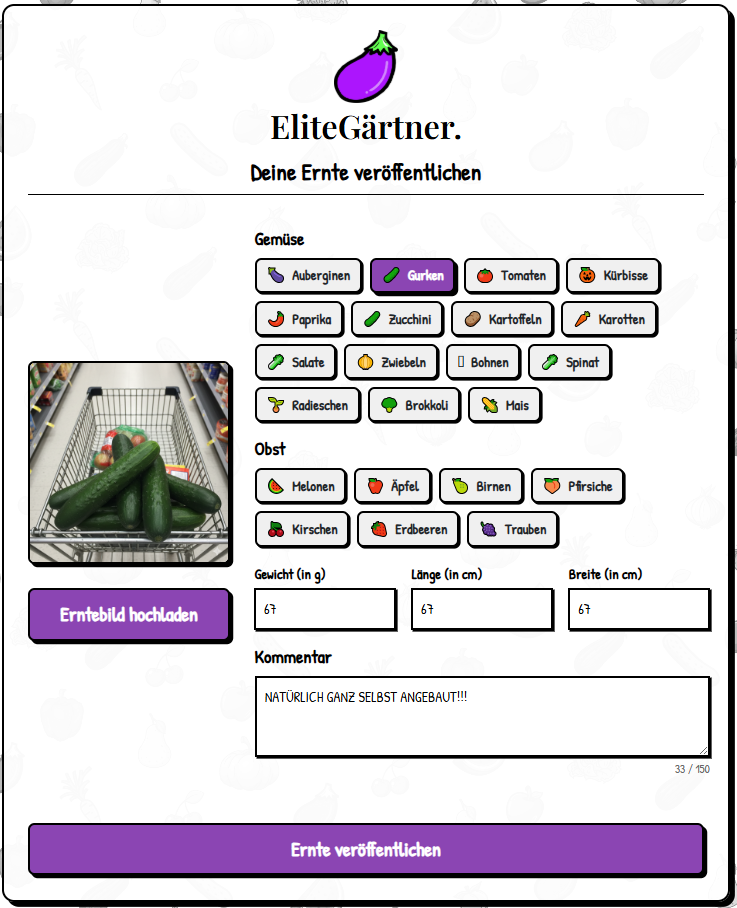 EliteGärtner.
Deine Ernte veröffentlichen
Gemüse
Auberginen Gurken Tomaten Kürbisse
Paprika Zucchini Kartoffeln Karotten
Salate Zwiebeln Bohnen Spinat
Radieschen Brokkoli Mais
Obst
Melonen Äpfel Birnen Pfirsiche
Kirschen Erdbeeren Trauben
Erntebild hochladen
Gewicht (in g) Länge (in cm) Breite (in cm)
67 67 67
Kommentar
NATÜRLICH GANZ SELBST ANGEBAUT!!!
33 / 150
Ernte veröffentlichen